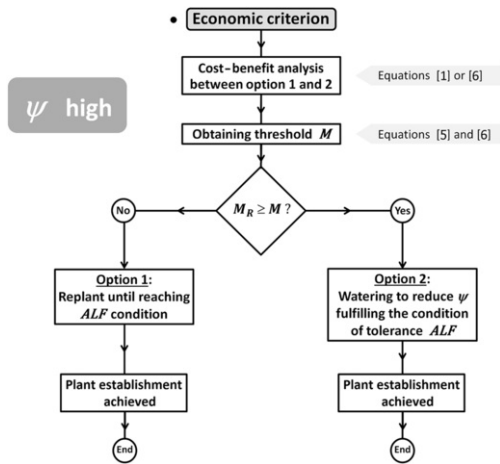 • Economic criterion
Cost-benefit analysis
between option 1 and 2
Equations [1] or [6]
ψ high
Obtaining threshold M
Equations [5] and [6]
M_R ≥ M ?
No
Yes
Option 1:
Replant until reaching
ALF condition
Option 2:
Watering to reduce ψ
fulfilling the condition
of tolerance ALF
Plant establishment
achieved
Plant establishment
achieved
End
End